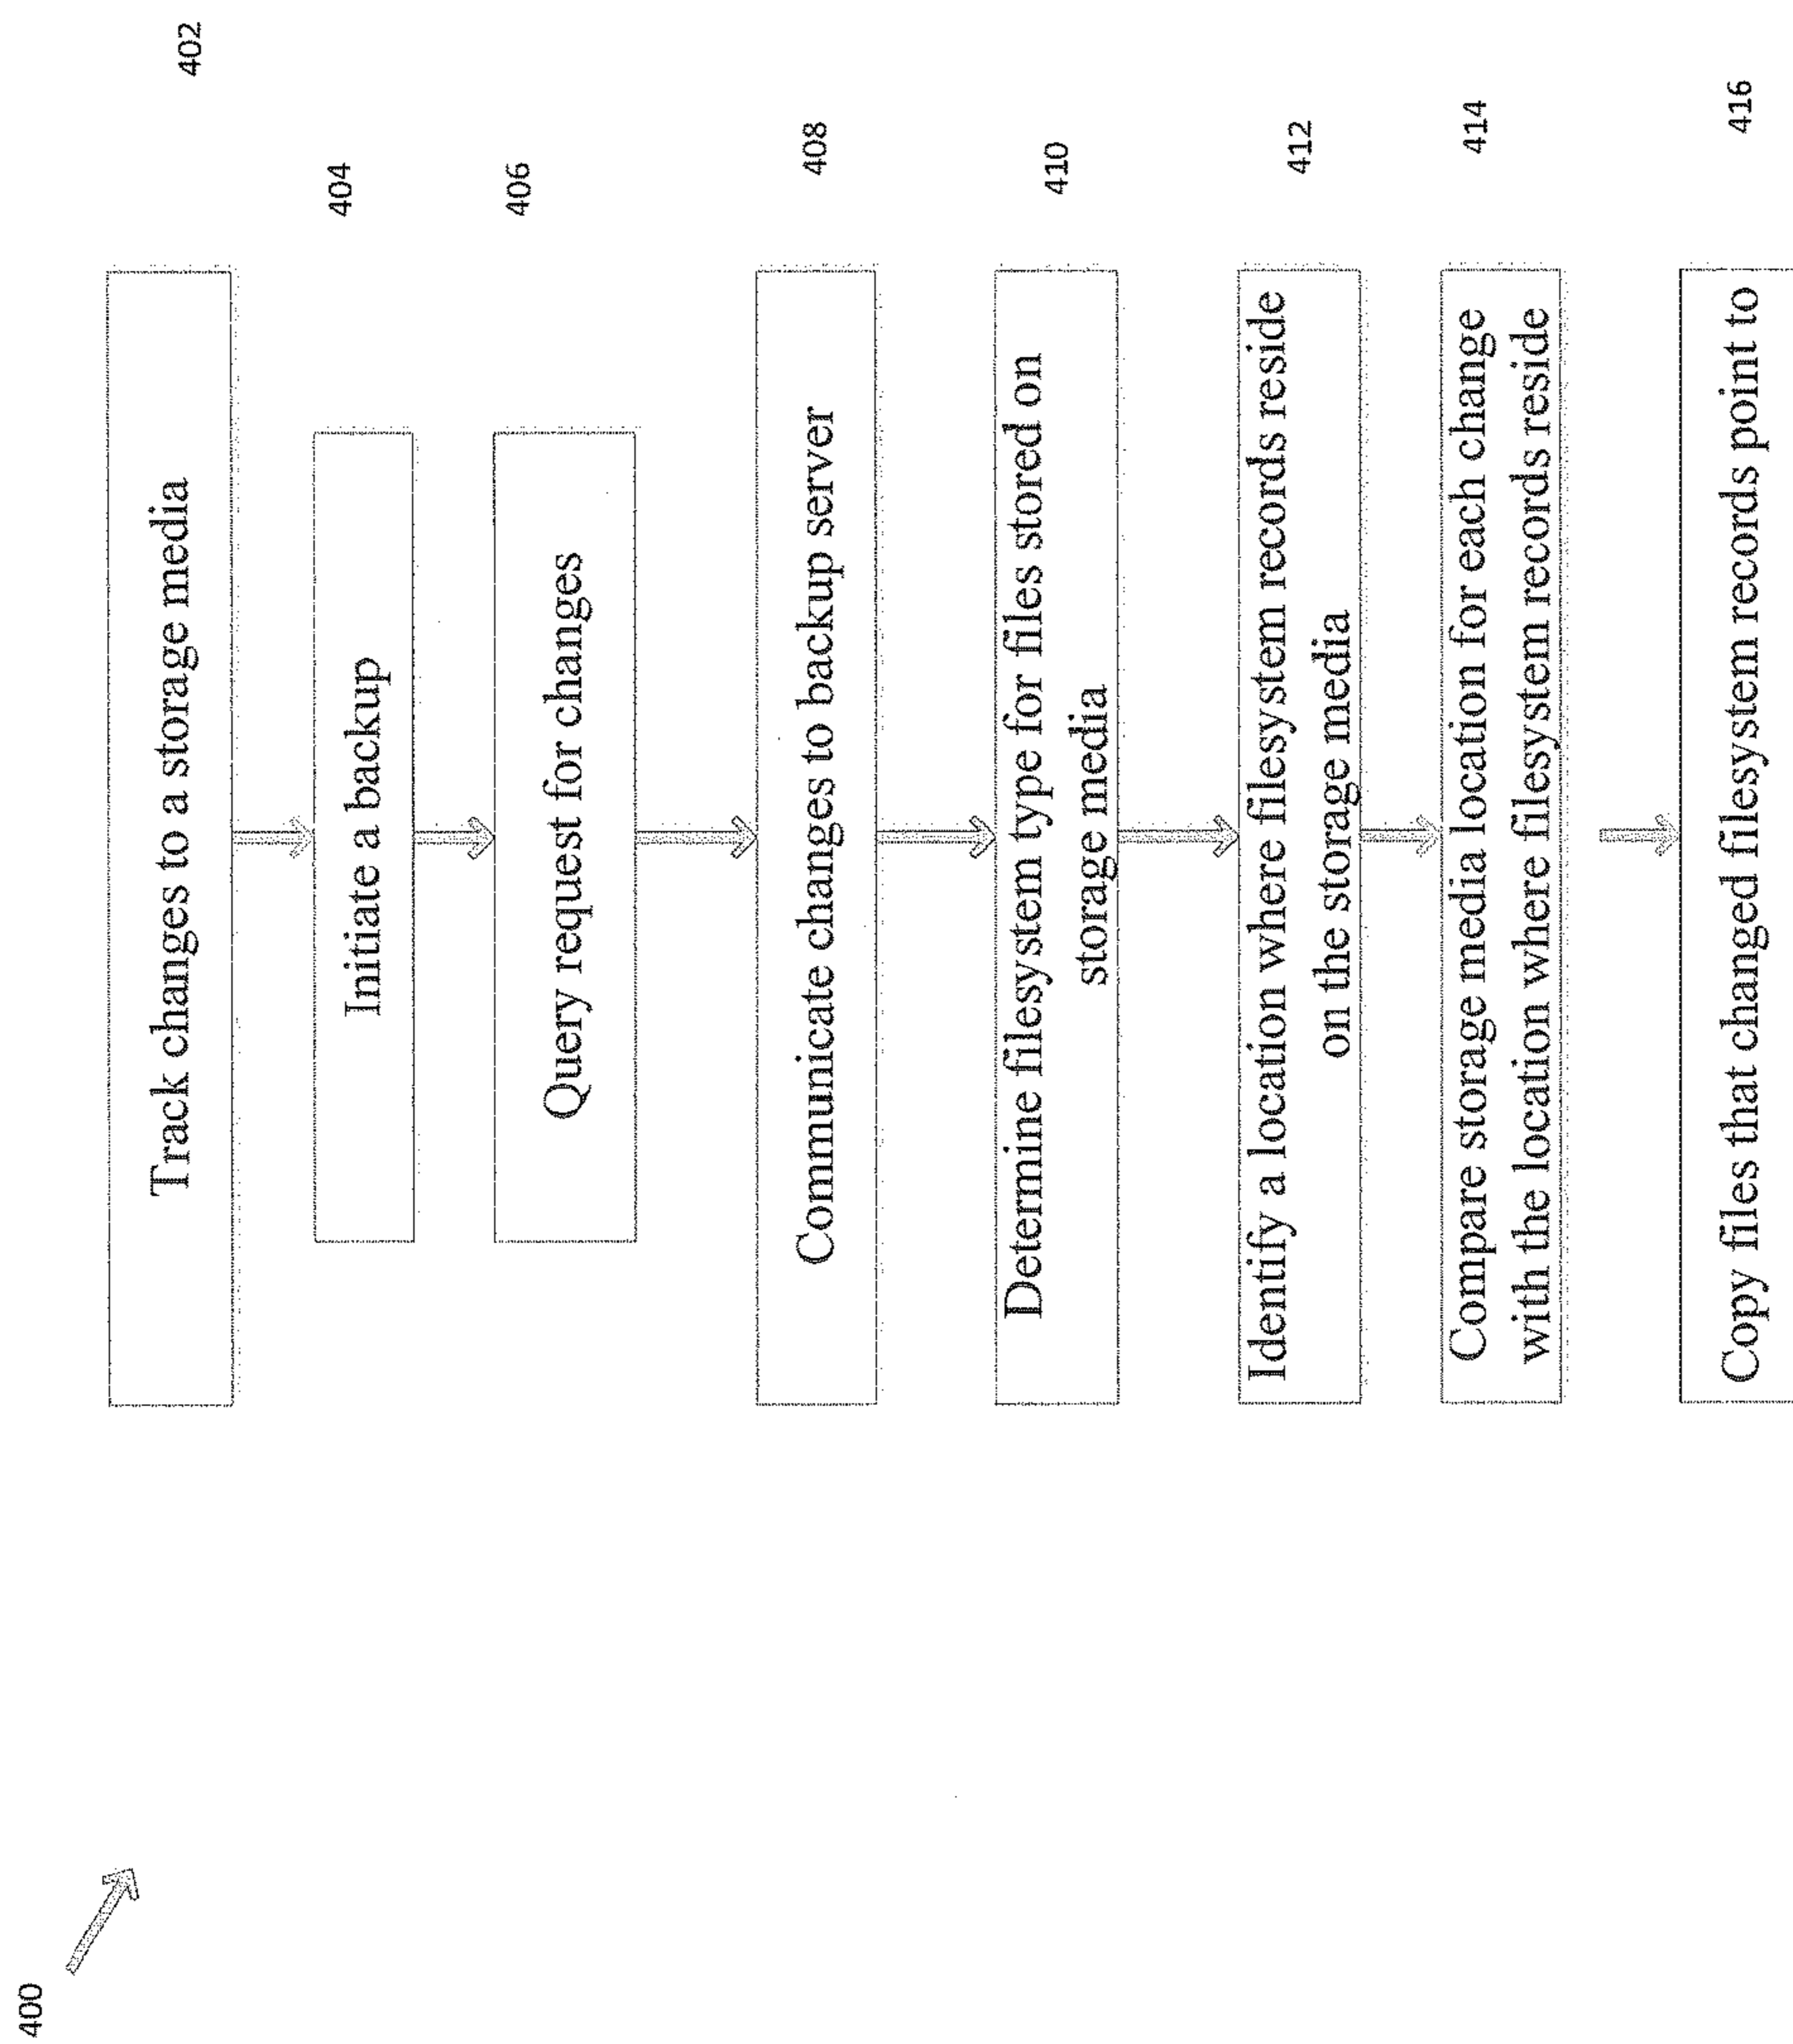 400
Track changes to a storage media
402
Initiate a backup
404
Query request for changes
406
Communicate changes to backup server
408
Determine filesystem type for files stored on
storage media
410
Identify a location where filesystem records reside
on the storage media
412
Compare storage media location for each change
with the location where filesystem records reside
414
Copy files that changed filesystem records point to
416